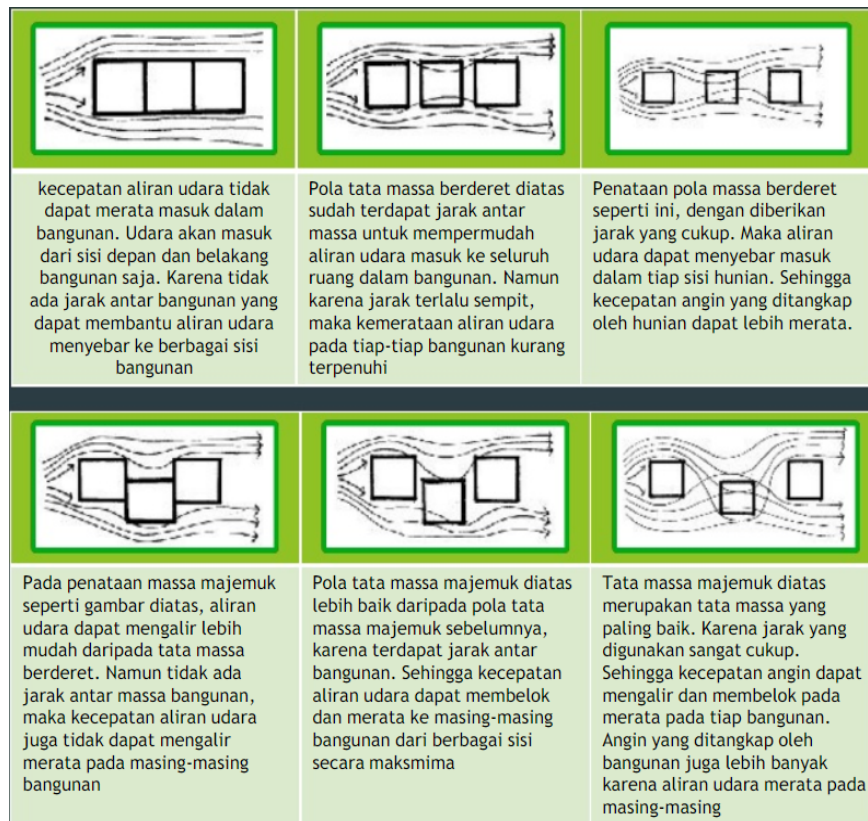 kecepatan aliran udara tidak
dapat merata masuk dalam
bangunan. Udara akan masuk
dari sisi depan dan belakang
bangunan saja. Karena tidak
ada jarak antar bangunan yang
dapat membantu aliran udara
menyebar ke berbagai sisi
bangunan
Pola tata massa berderet diatas
sudah terdapat jarak antar
massa untuk mempermudah
aliran udara masuk ke seluruh
ruang dalam bangunan. Namun
karena jarak terlalu sempit,
maka kemerataan aliran udara
pada tiap-tiap bangunan kurang
terpenuhi
Penataan pola massa berderet
seperti ini, dengan diberikan
jarak yang cukup. Maka aliran
udara dapat menyebar masuk
dalam tiap sisi hunian. Sehingga
kecepatan angin yang ditangkap
oleh hunian dapat lebih merata.
Pada penataan massa majemuk
seperti gambar diatas, aliran
udara dapat mengalir lebih
mudah daripada tata massa
berderet. Namun tidak ada
jarak antar massa bangunan,
maka kecepatan aliran udara
juga tidak dapat mengalir
merata pada masing-masing
bangunan
Pola tata massa majemuk diatas
lebih baik daripada pola tata
massa majemuk sebelumnya,
karena terdapat jarak antar
bangunan. Sehingga kecepatan
aliran udara dapat membelok
dan merata ke masing-masing
bangunan dari berbagai sisi
secara maksmima
Tata massa majemuk diatas
merupakan tata massa yang
paling baik. Karena jarak yang
digunakan sangat cukup.
Sehingga kecepatan angin dapat
mengalir dan membelok pada
merata pada tiap bangunan.
Angin yang ditangkap oleh
bangunan juga lebih banyak
karena aliran udara merata pada
masing-masing